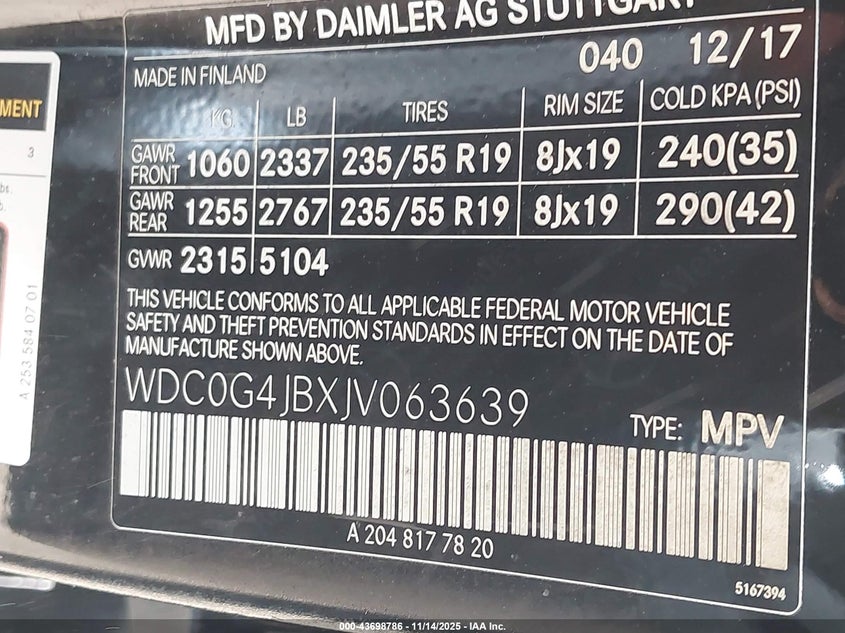 MFD BY DAIMLER AG STUTTGART
040 12/17
MADE IN FINLAND
KG LB TIRES RIM SIZE COLD KPA (PSI)
GAWR FRONT 1060 2337 235/55 R19 8Jx19 240(35)
GAWR REAR 1255 2767 235/55 R19 8Jx19 290(42)
GVWR 2315 5104
THIS VEHICLE CONFORMS TO ALL APPLICABLE FEDERAL MOTOR VEHICLE
SAFETY AND THEFT PREVENTION STANDARDS IN EFFECT ON THE DATE OF
MANUFACTURE SHOWN ABOVE.
WDC0G4JBXJV063639
TYPE: MPV
A 204 817 78 20
5167394
MENT
3
A 253 584 07 01
000-43698786 - 11/14/2025 - IAA Inc.